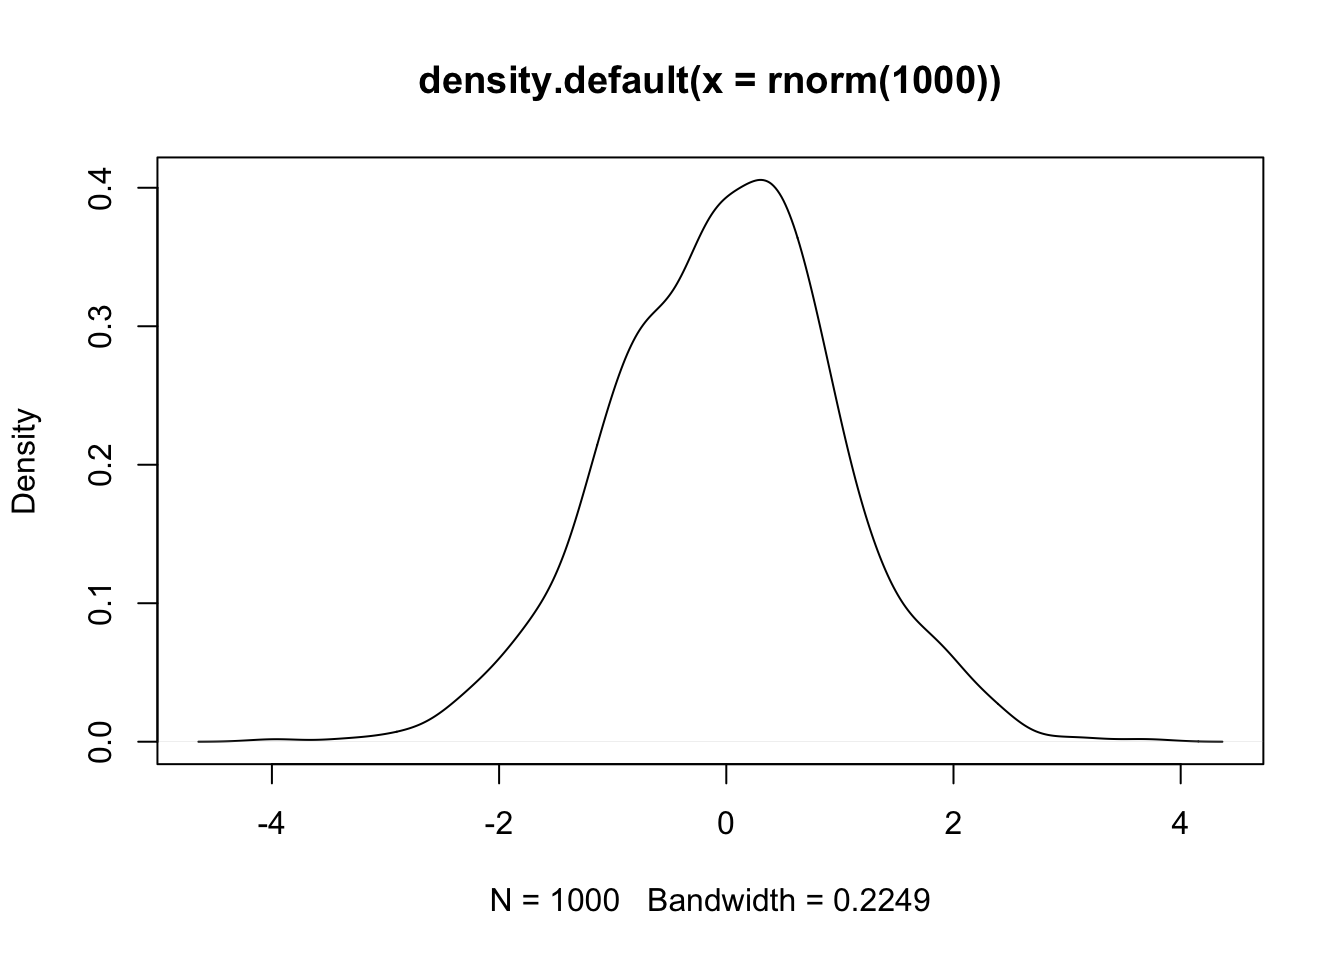 density.default(x = rnorm(1000))
Density
0.4
0.3
0.2
0.1
0.0
-4 -2 0 2 4
N = 1000 Bandwidth = 0.2249